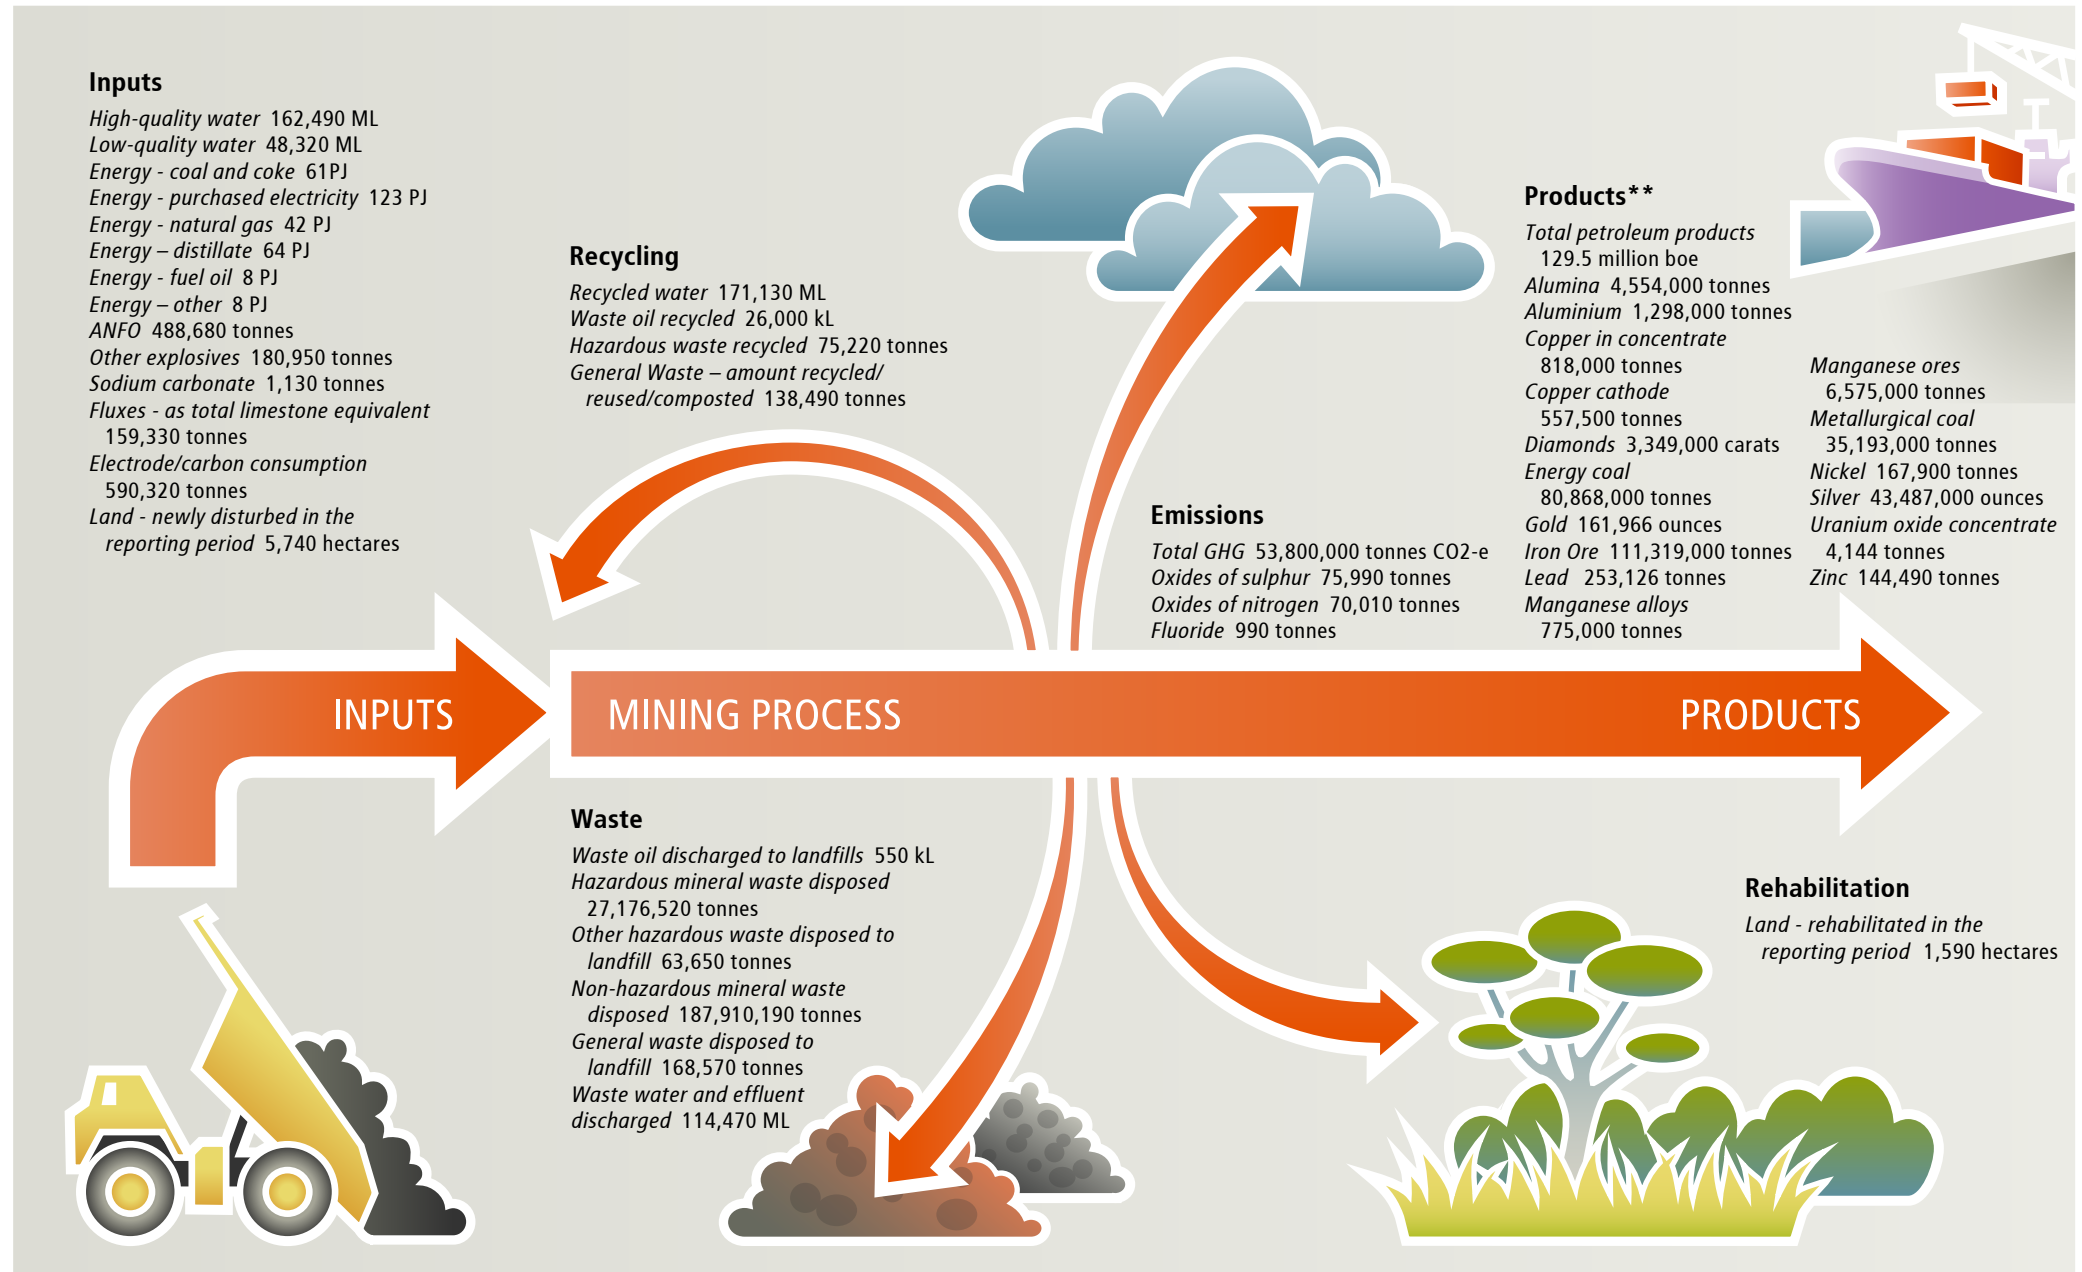 Inputs
High-quality water 162,490 ML
Low-quality water 48,320 ML
Energy - coal and coke 61PJ
Energy - purchased electricity 123 PJ
Energy - natural gas 42 PJ
Energy – distillate 64 PJ
Energy - fuel oil 8 PJ
Energy – other 8 PJ
ANFO 488,680 tonnes
Other explosives 180,950 tonnes
Sodium carbonate 1,130 tonnes
Fluxes - as total limestone equivalent
159,330 tonnes
Electrode/carbon consumption
590,320 tonnes
Land - newly disturbed in the
reporting period 5,740 hectares
Recycling
Recycled water 171,130 ML
Waste oil recycled 26,000 kL
Hazardous waste recycled 75,220 tonnes
General Waste – amount recycled/
reused/composted 138,490 tonnes
Emissions
Total GHG 53,800,000 tonnes CO2-e
Oxides of sulphur 75,990 tonnes
Oxides of nitrogen 70,010 tonnes
Fluoride 990 tonnes
Products**
Total petroleum products
129.5 million boe
Alumina 4,554,000 tonnes
Aluminium 1,298,000 tonnes
Copper in concentrate
818,000 tonnes
Copper cathode
557,500 tonnes
Diamonds 3,349,000 carats
Energy coal
80,868,000 tonnes
Gold 161,966 ounces
Iron Ore 111,319,000 tonnes
Lead 253,126 tonnes
Manganese alloys
775,000 tonnes
Manganese ores
6,575,000 tonnes
Metallurgical coal
35,193,000 tonnes
Nickel 167,900 tonnes
Silver 43,487,000 ounces
Uranium oxide concentrate
4,144 tonnes
Zinc 144,490 tonnes
INPUTS
MINING PROCESS
PRODUCTS
Waste
Waste oil discharged to landfills 550 kL
Hazardous mineral waste disposed
27,176,520 tonnes
Other hazardous waste disposed to
landfill 63,650 tonnes
Non-hazardous mineral waste
disposed 187,910,190 tonnes
General waste disposed to
landfill 168,570 tonnes
Waste water and effluent
discharged 114,470 ML
Rehabilitation
Land - rehabilitated in the
reporting period 1,590 hectares